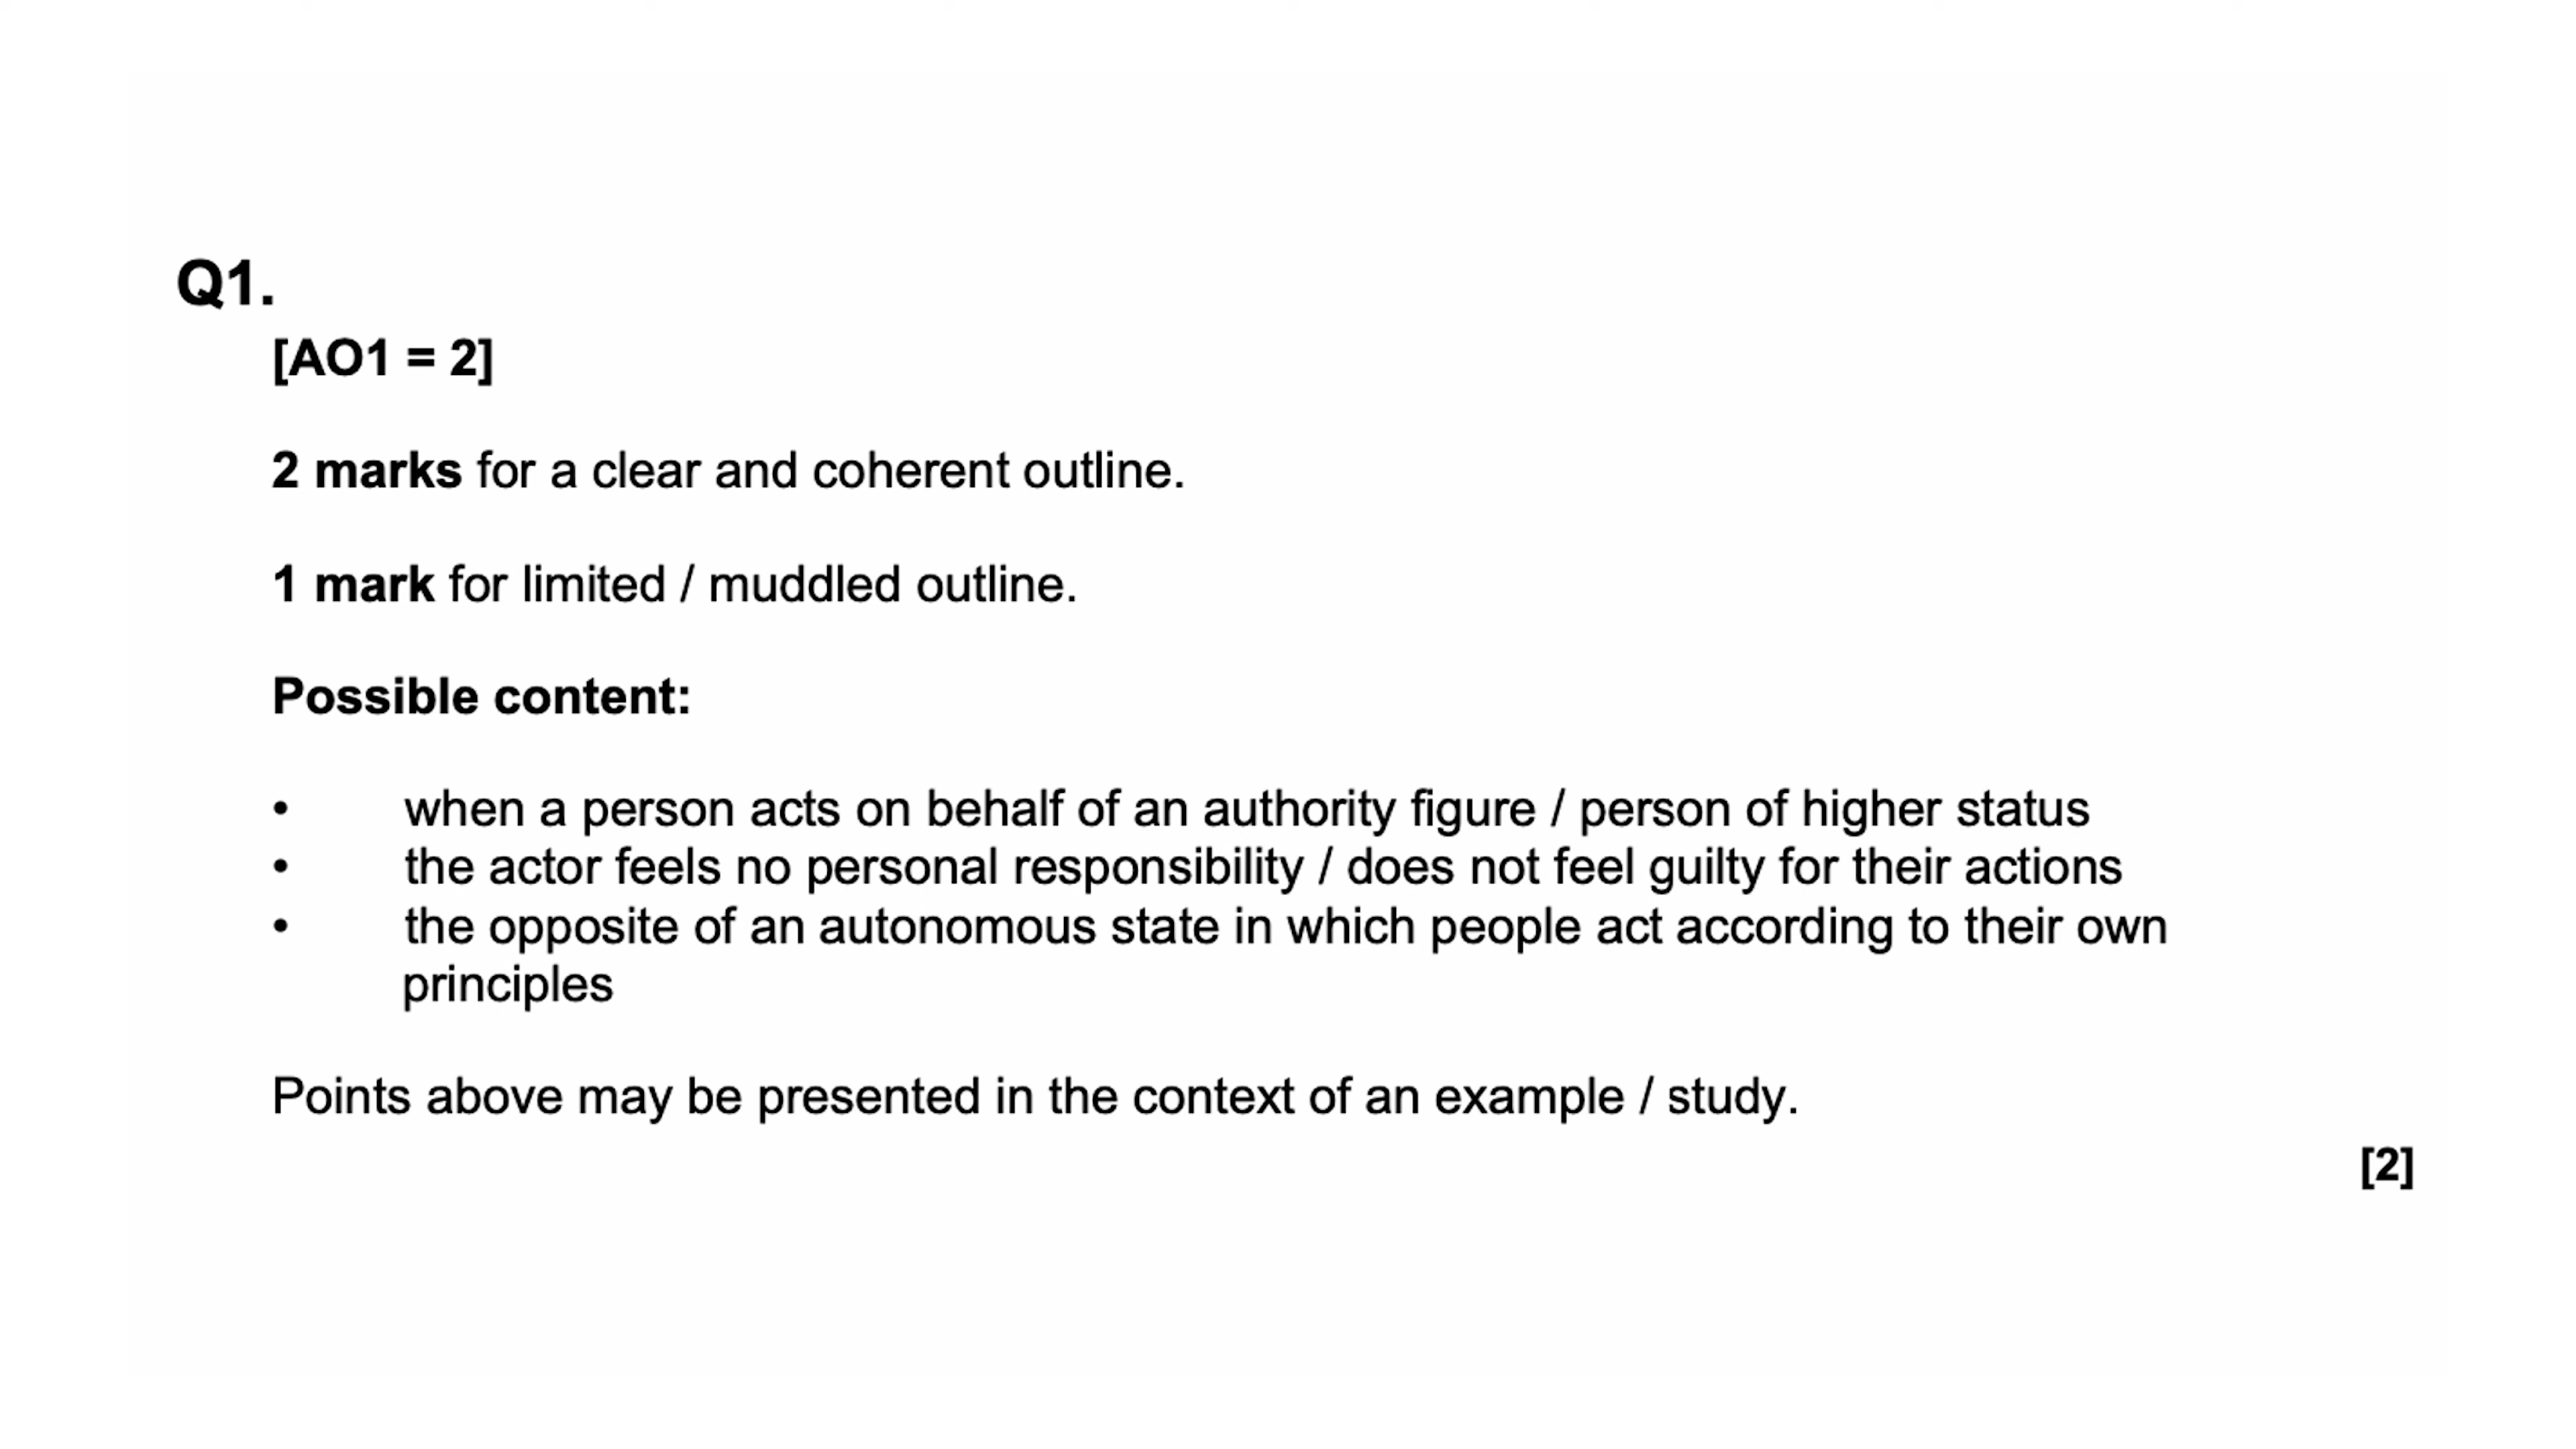 Q1.
[AO1 = 2]
2 marks for a clear and coherent outline.
1 mark for limited / muddled outline.
Possible content:
• when a person acts on behalf of an authority figure / person of higher status
• the actor feels no personal responsibility / does not feel guilty for their actions
• the opposite of an autonomous state in which people act according to their own
principles
Points above may be presented in the context of an example / study.
[2]